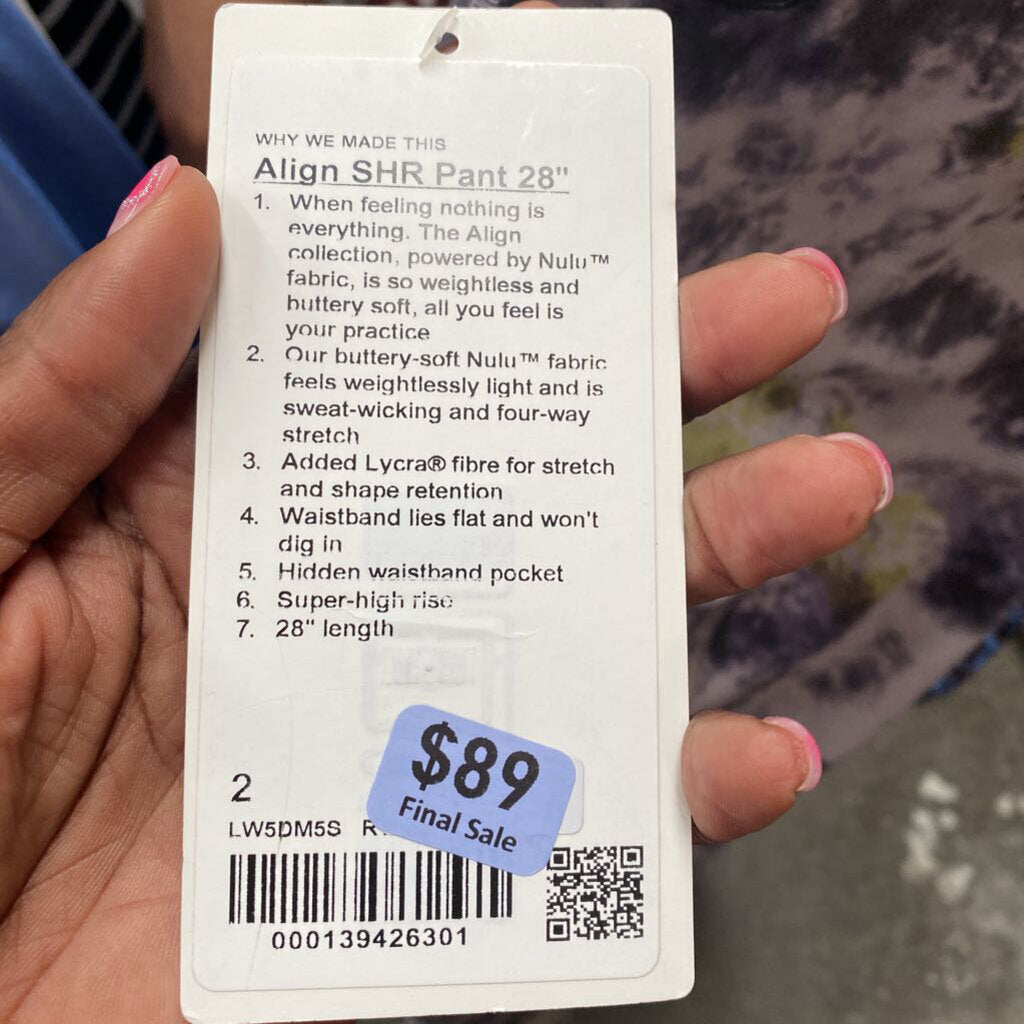 WHY WE MADE THIS
Align SHR Pant 28"
1. When feeling nothing is
everything. The Align
collection, powered by Nulu™
fabric, is so weightless and
buttery soft, all you feel is
your practice
2. Our buttery-soft Nulu™ fabric
feels weightlessly light and is
sweat-wicking and four-way
stretch
3. Added Lycra® fibre for stretch
and shape retention
4. Waistband lies flat and won't
dig in
5. Hidden waistband pocket
6. Super-high rise
7. 28" length
$89
Final Sale
2
LW5DM5S
000139426301